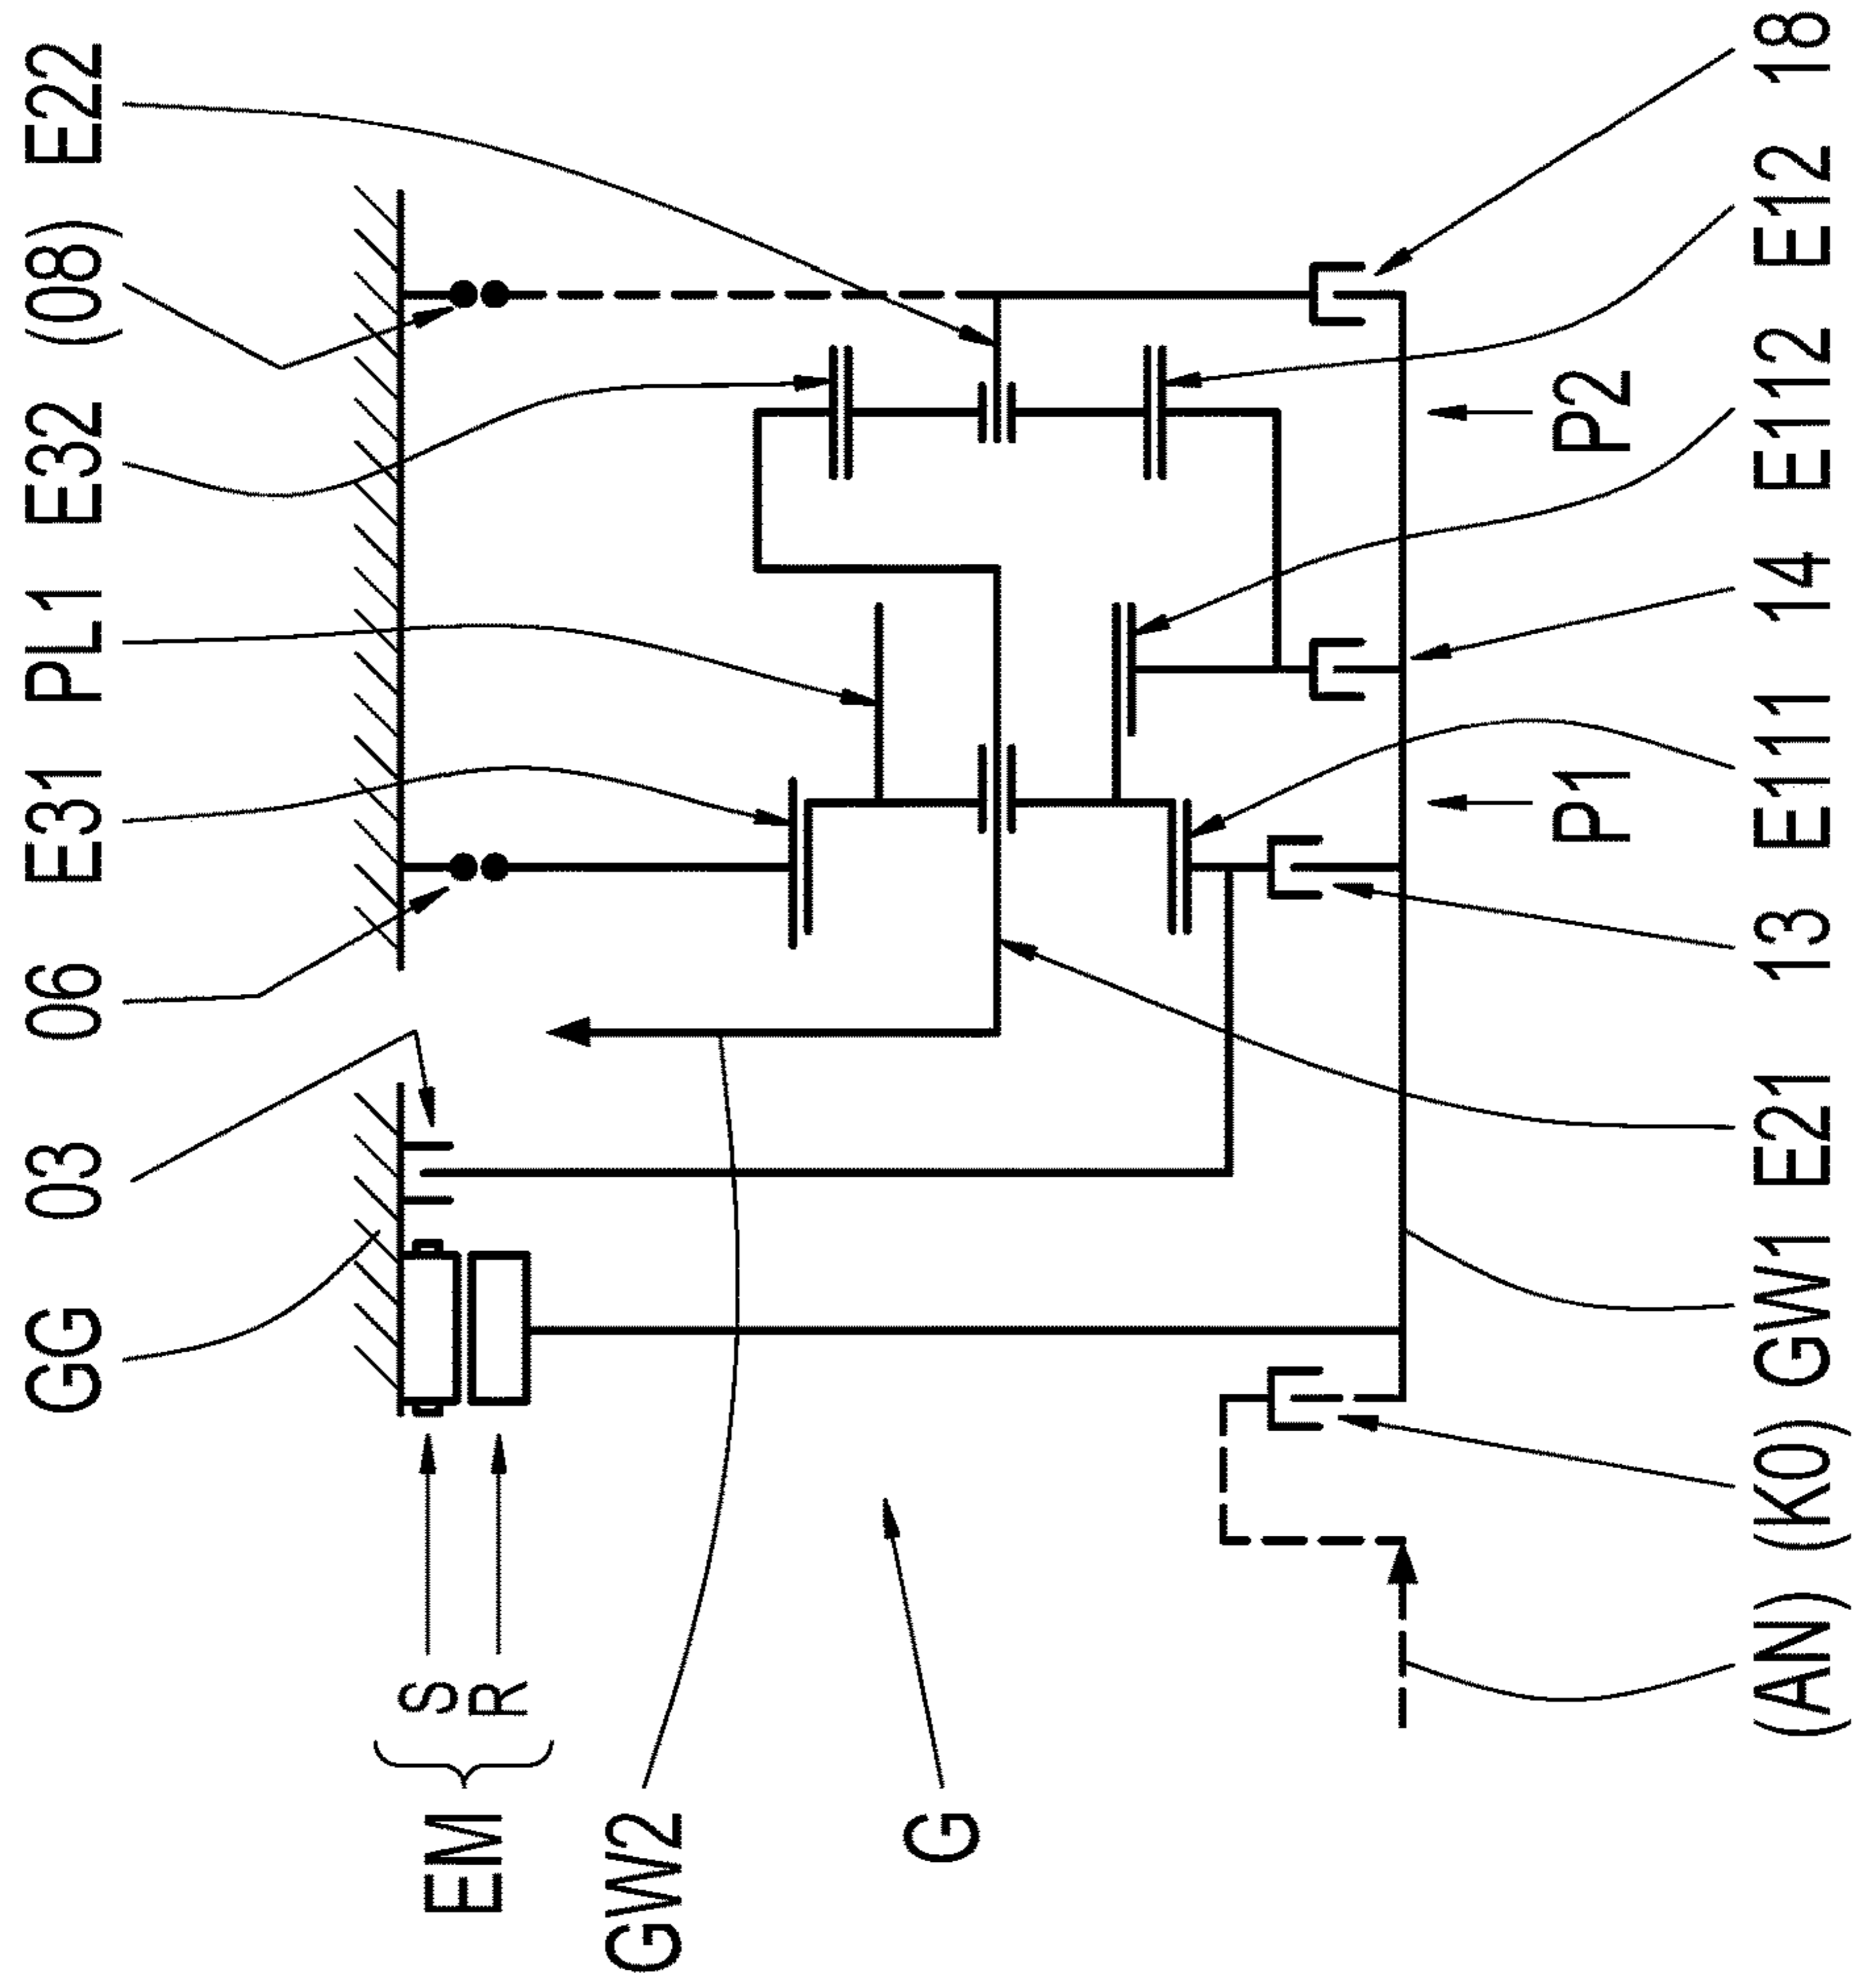 GG 03 06 E31 PL1 E32 (08) E22
S
R
EM
GW2
G
P1 P2
(AN) (K0) GW1 E21 13 E111 14 E112 E12 18